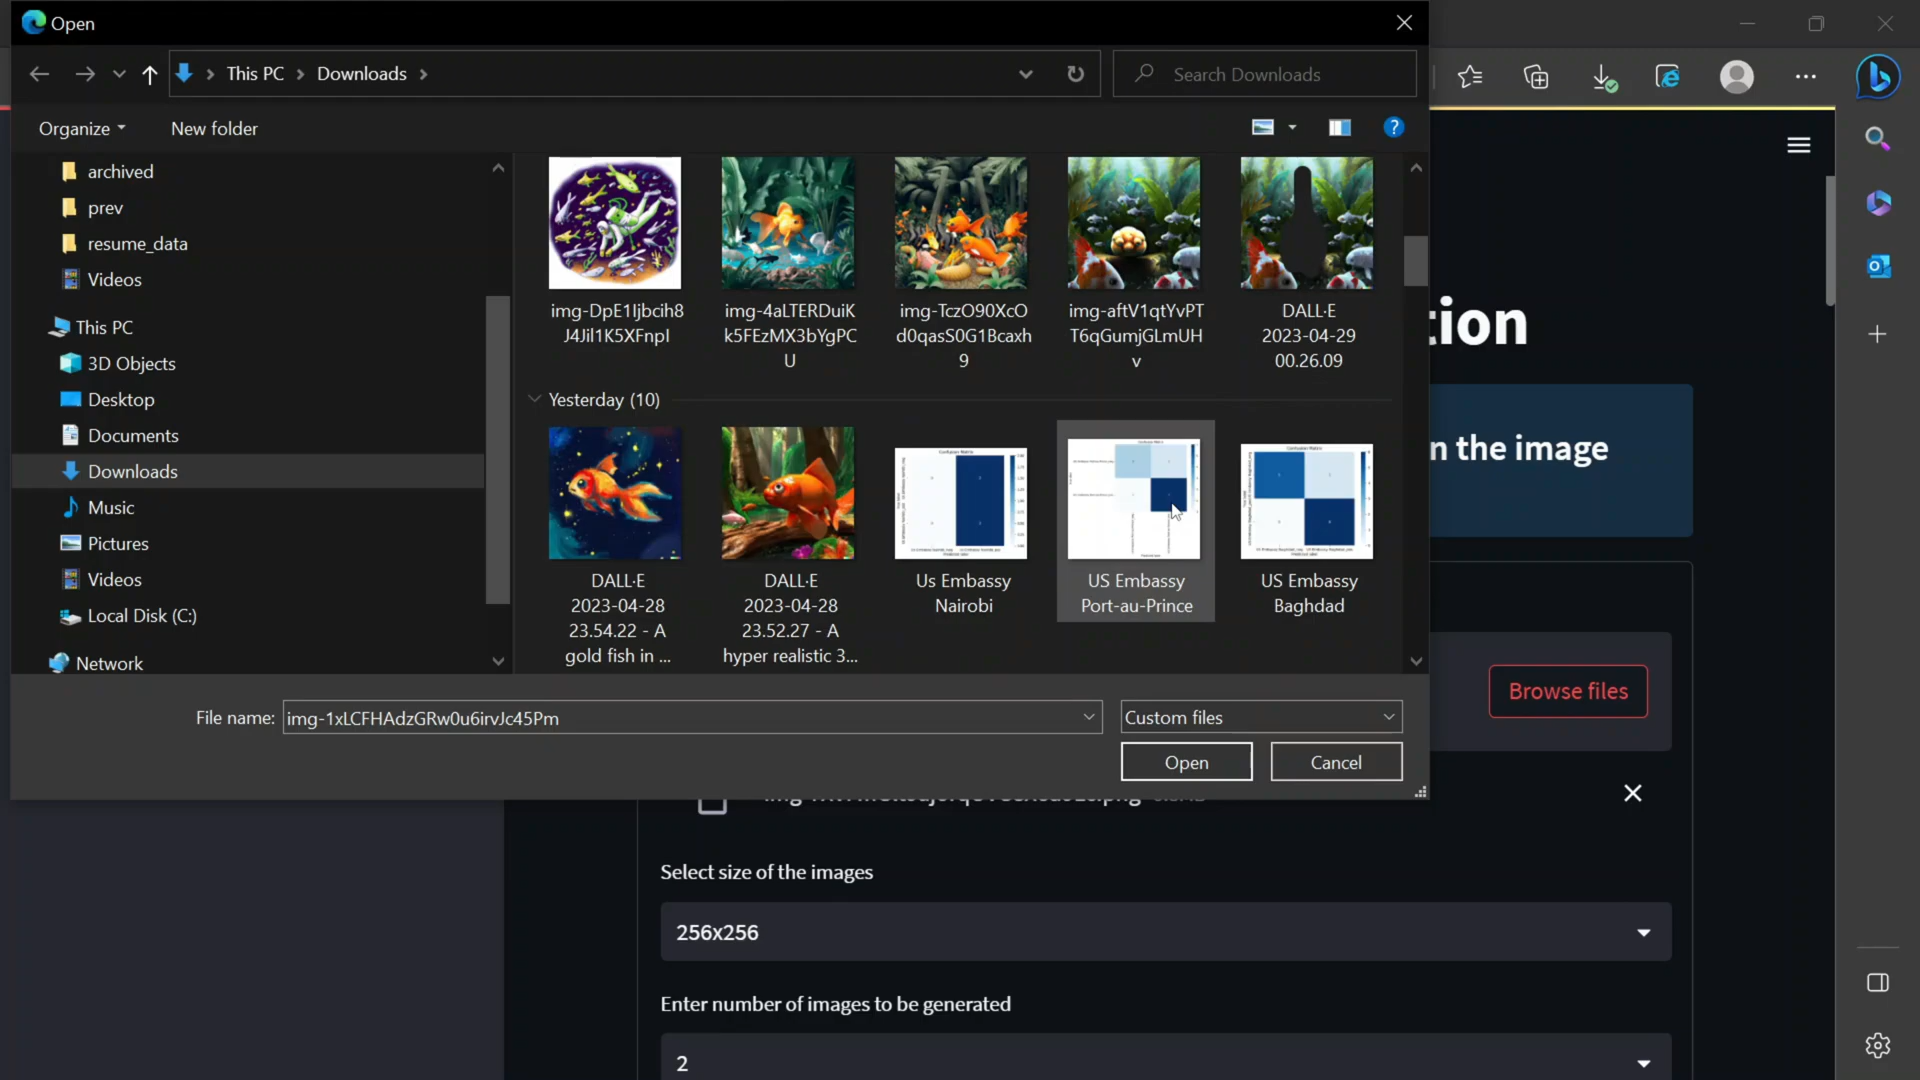 Open
This PC
Downloads
Search Downloads
Organize
New folder
archived
prev
resume_data
Videos
This PC
3D Objects
Desktop
Documents
Downloads
Music
Pictures
Videos
Local Disk (C:)
Network
img-DpE1Ijbcih8
J4Jil1K5XFnpI
img-4aLTERDuiK
k5FEzMX3bYgPC
U
img-TczO90XcO
d0qasS0G1Bcaxh
9
img-aftV1qtYvPT
T6qGumjGLmUH
v
DALL·E
2023-04-29
00.26.09
Yesterday (10)
DALL·E
2023-04-28
23.54.22 - A
gold fish in ...
DALL·E
2023-04-28
23.52.27 - A
hyper realistic 3...
Us Embassy
Nairobi
US Embassy
Port-au-Prince
US Embassy
Baghdad
File name:
img-1xLCFHAdzGRw0u6irvJc45Pm
Custom files
Open
Cancel
tion
n the image
Browse files
Select size of the images
256x256
Enter number of images to be generated
2